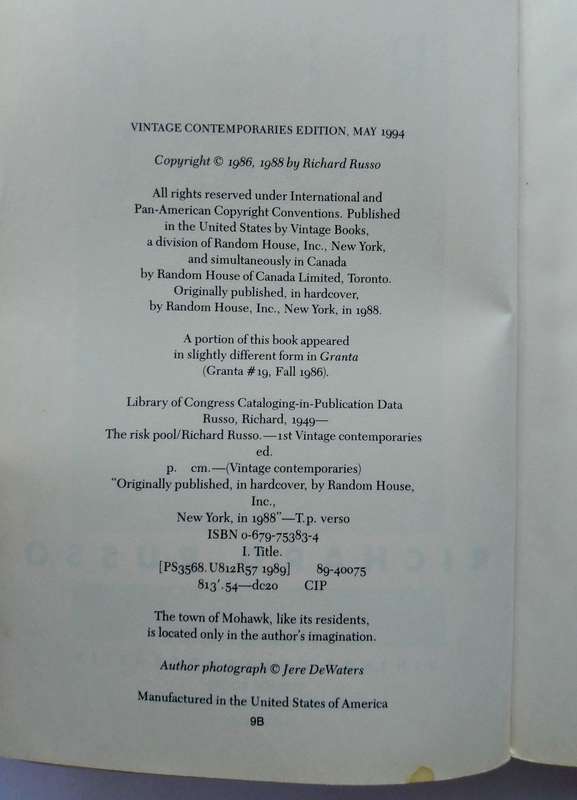 VINTAGE CONTEMPORARIES EDITION, MAY 1994
Copyright © 1986, 1988 by Richard Russo
All rights reserved under International and
Pan-American Copyright Conventions. Published
in the United States by Vintage Books,
a division of Random House, Inc., New York,
and simultaneously in Canada
by Random House of Canada Limited, Toronto.
Originally published, in hardcover,
by Random House, Inc., New York, in 1988.
A portion of this book appeared
in slightly different form in Granta
(Granta #19, Fall 1986).
Library of Congress Cataloging-in-Publication Data
Russo, Richard, 1949—
The risk pool/Richard Russo.—1st Vintage contemporaries
ed.
p. cm.—(Vintage contemporaries)
"Originally published, in hardcover, by Random House,
Inc.,
New York, in 1988"—T.p. verso
ISBN 0-679-75383-4
I. Title.
[PS3568.U812R57 1989] 89-40075
813'.54—dc20 CIP
The town of Mohawk, like its residents,
is located only in the author's imagination.
Author photograph © Jere DeWaters
Manufactured in the United States of America
9B